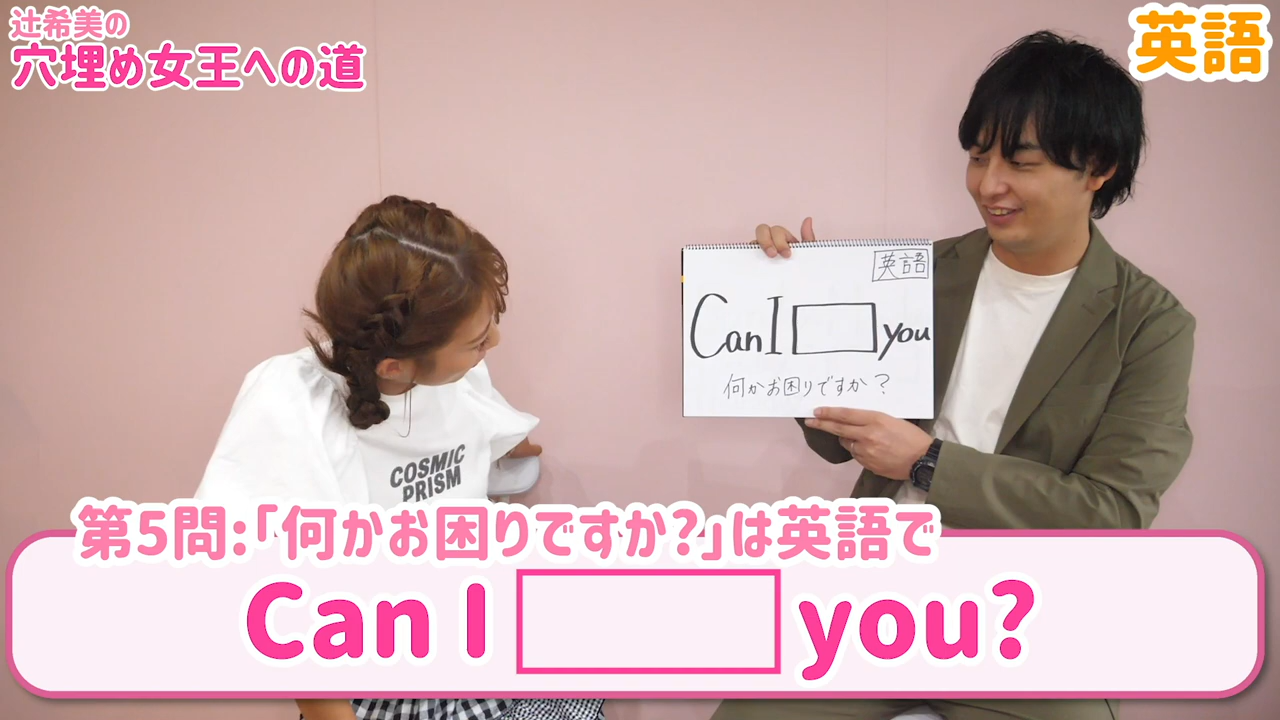 辻希美の
穴埋め女王への道
英語
英語
Can I you
何かお困りですか?
COSMIC
PRISM
第5問:「何かお困りですか?」は英語で
Can I you?